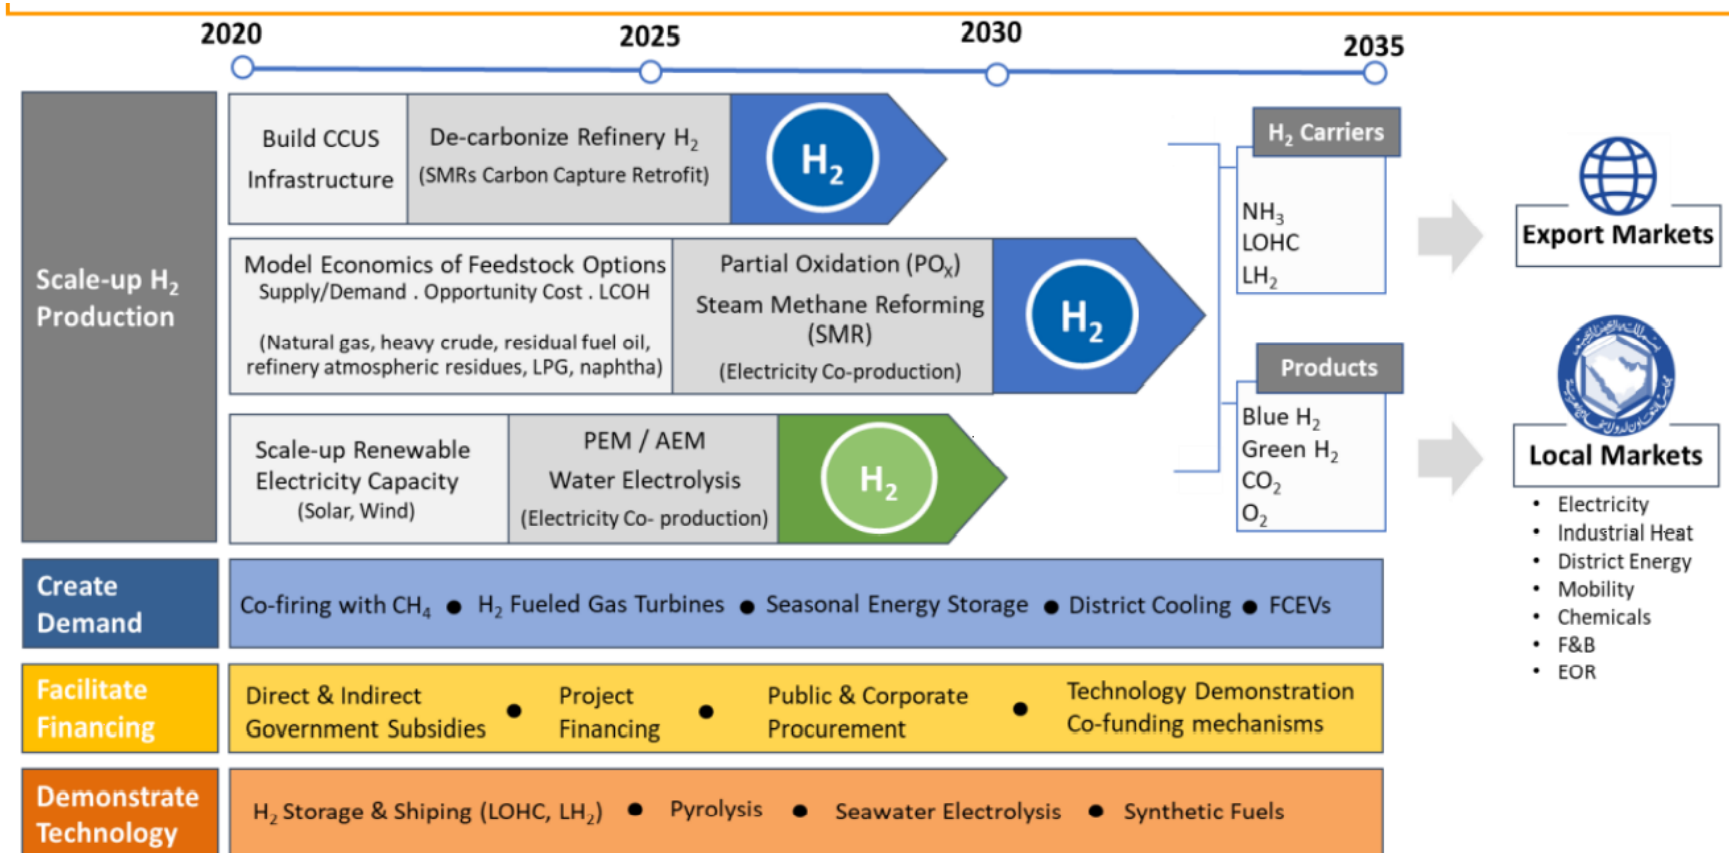 2020
2025
2030
2035
Scale-up H₂
Production
Build CCUS
Infrastructure
De-carbonize Refinery H₂
(SMRs Carbon Capture Retrofit)
H₂
Model Economics of Feedstock Options
Supply/Demand . Opportunity Cost . LCOH
(Natural gas, heavy crude, residual fuel oil,
refinery atmospheric residues, LPG, naphtha)
Partial Oxidation (POₓ)
Steam Methane Reforming
(SMR)
(Electricity Co-production)
H₂
Scale-up Renewable
Electricity Capacity
(Solar, Wind)
PEM / AEM
Water Electrolysis
(Electricity Co- production)
H₂
H₂ Carriers
NH₃
LOHC
LH₂
Products
Blue H₂
Green H₂
CO₂
O₂
Export Markets
Local Markets
• Electricity
• Industrial Heat
• District Energy
• Mobility
• Chemicals
• F&B
• EOR
Create
Demand
Co-firing with CH₄ ● H₂ Fueled Gas Turbines ● Seasonal Energy Storage ● District Cooling ● FCEVs
Facilitate
Financing
Direct & Indirect
Government Subsidies
● Project
Financing
● Public & Corporate
Procurement
● Technology Demonstration
Co-funding mechanisms
Demonstrate
Technology
H₂ Storage & Shiping (LOHC, LH₂) ● Pyrolysis ● Seawater Electrolysis ● Synthetic Fuels